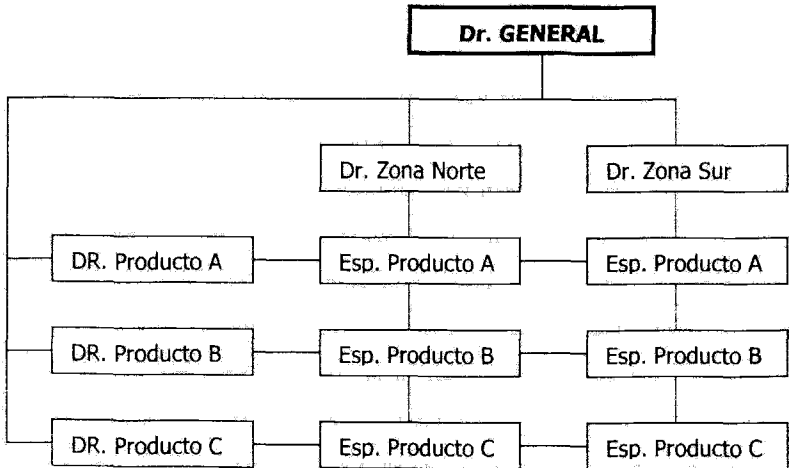 Dr. GENERAL
Dr. Zona Norte
Dr. Zona Sur
DR. Producto A
Esp. Producto A
Esp. Producto A
DR. Producto B
Esp. Producto B
Esp. Producto B
DR. Producto C
Esp. Producto C
Esp. Producto C